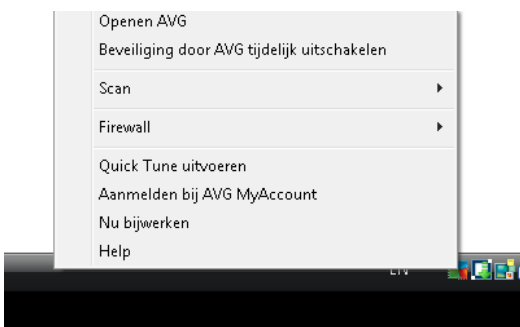 Openen AVG
Beveiliging door AVG tijdelijk uitschakelen
Scan
Firewall
Quick Tune uitvoeren
Aanmelden bij AVG MyAccount
Nu bijwerken
Help
EN